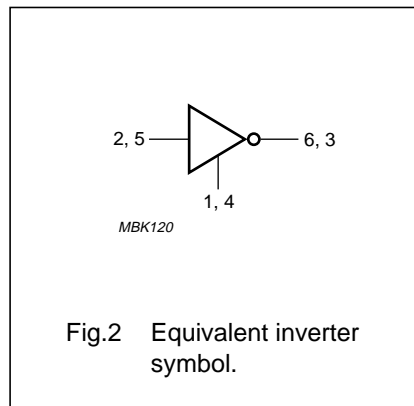 2, 5
6, 3
1, 4
MBK120
Fig.2 Equivalent inverter
symbol.